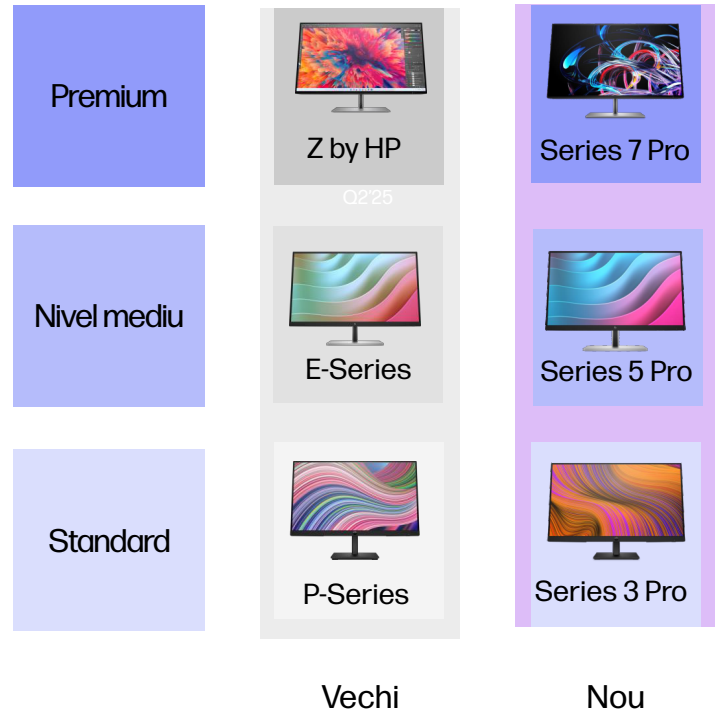 Premium
Z by HP
Series 7 Pro
Q2'25
Nivel mediu
E-Series
Series 5 Pro
Standard
P-Series
Series 3 Pro
Vechi
Nou